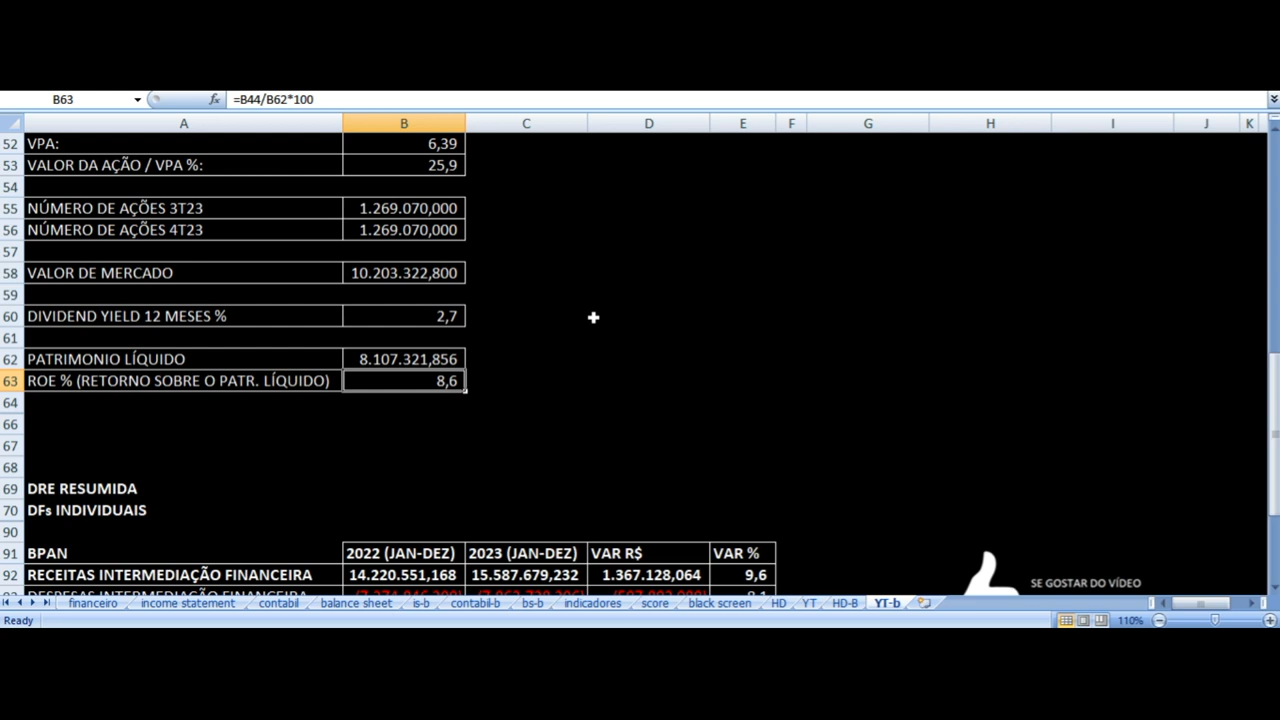 B63 fx =B44/B62*100
A B C D E F G H I J K
52 VPA: 6,39
53 VALOR DA AÇÃO / VPA %: 25,9
54
55 NÚMERO DE AÇÕES 3T23 1.269.070,000
56 NÚMERO DE AÇÕES 4T23 1.269.070,000
57
58 VALOR DE MERCADO 10.203.322,800
59
60 DIVIDEND YIELD 12 MESES % 2,7
61
62 PATRIMONIO LÍQUIDO 8.107.321,856
63 ROE % (RETORNO SOBRE O PATR. LÍQUIDO) 8,6
64
66
67
68
69 DRE RESUMIDA
70 DFs INDIVIDUAIS
90
91 BPAN 2022 (JAN-DEZ) 2023 (JAN-DEZ) VAR R$ VAR %
92 RECEITAS INTERMEDIAÇÃO FINANCEIRA 14.220.551,168 15.587.679,232 1.367.128,064 9,6
SE GOSTAR DO VÍDEO
financeiro income statement contabil balance sheet is-b contabil-b bs-b indicadores score black screen HD YT HD-B YT-b
Ready 110%